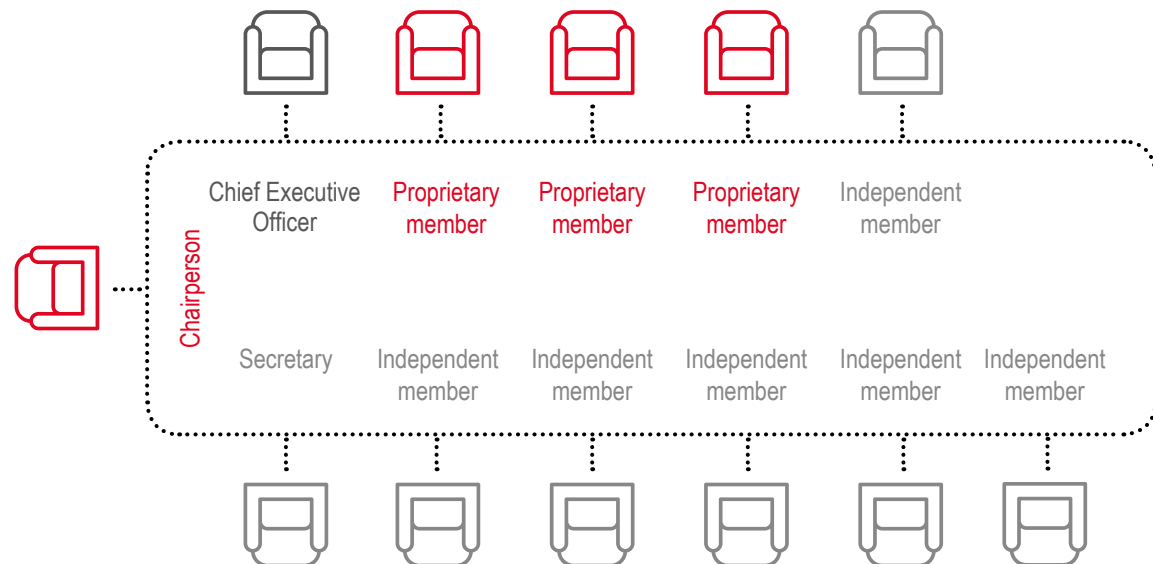 Chief Executive
Officer
Proprietary
member
Proprietary
member
Proprietary
member
Independent
member
Chairperson
Secretary
Independent
member
Independent
member
Independent
member
Independent
member
Independent
member